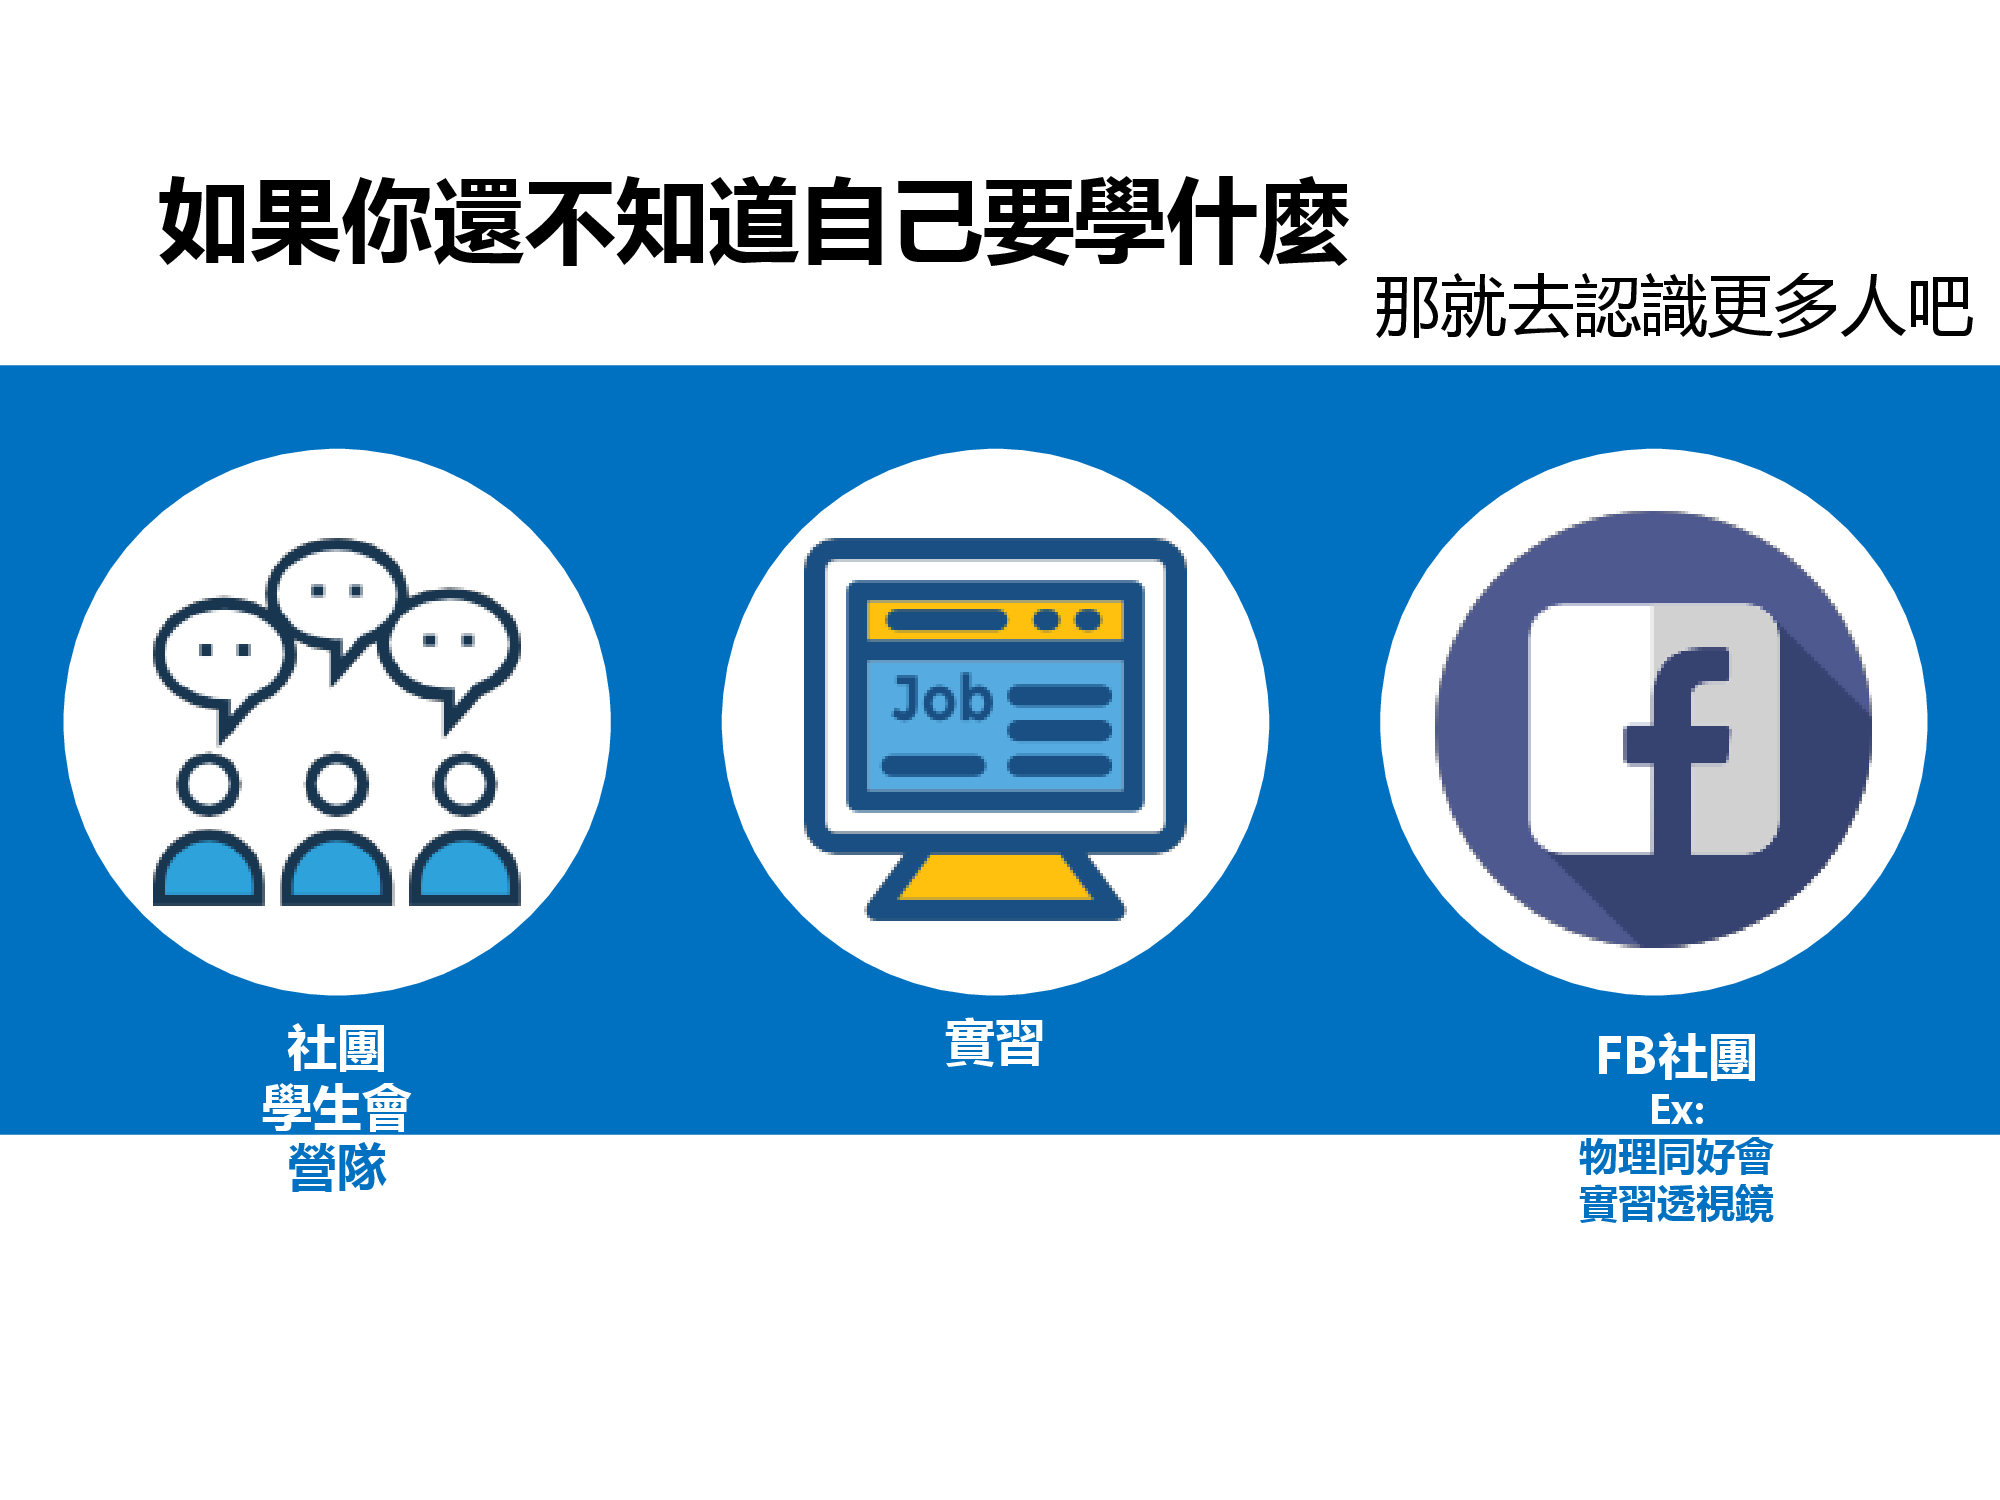 如果你還不知道自己要學什麼
那就去認識更多人吧
Job
社團
學生會
營隊
實習
FB社團
Ex:
物理同好會
實習透視鏡